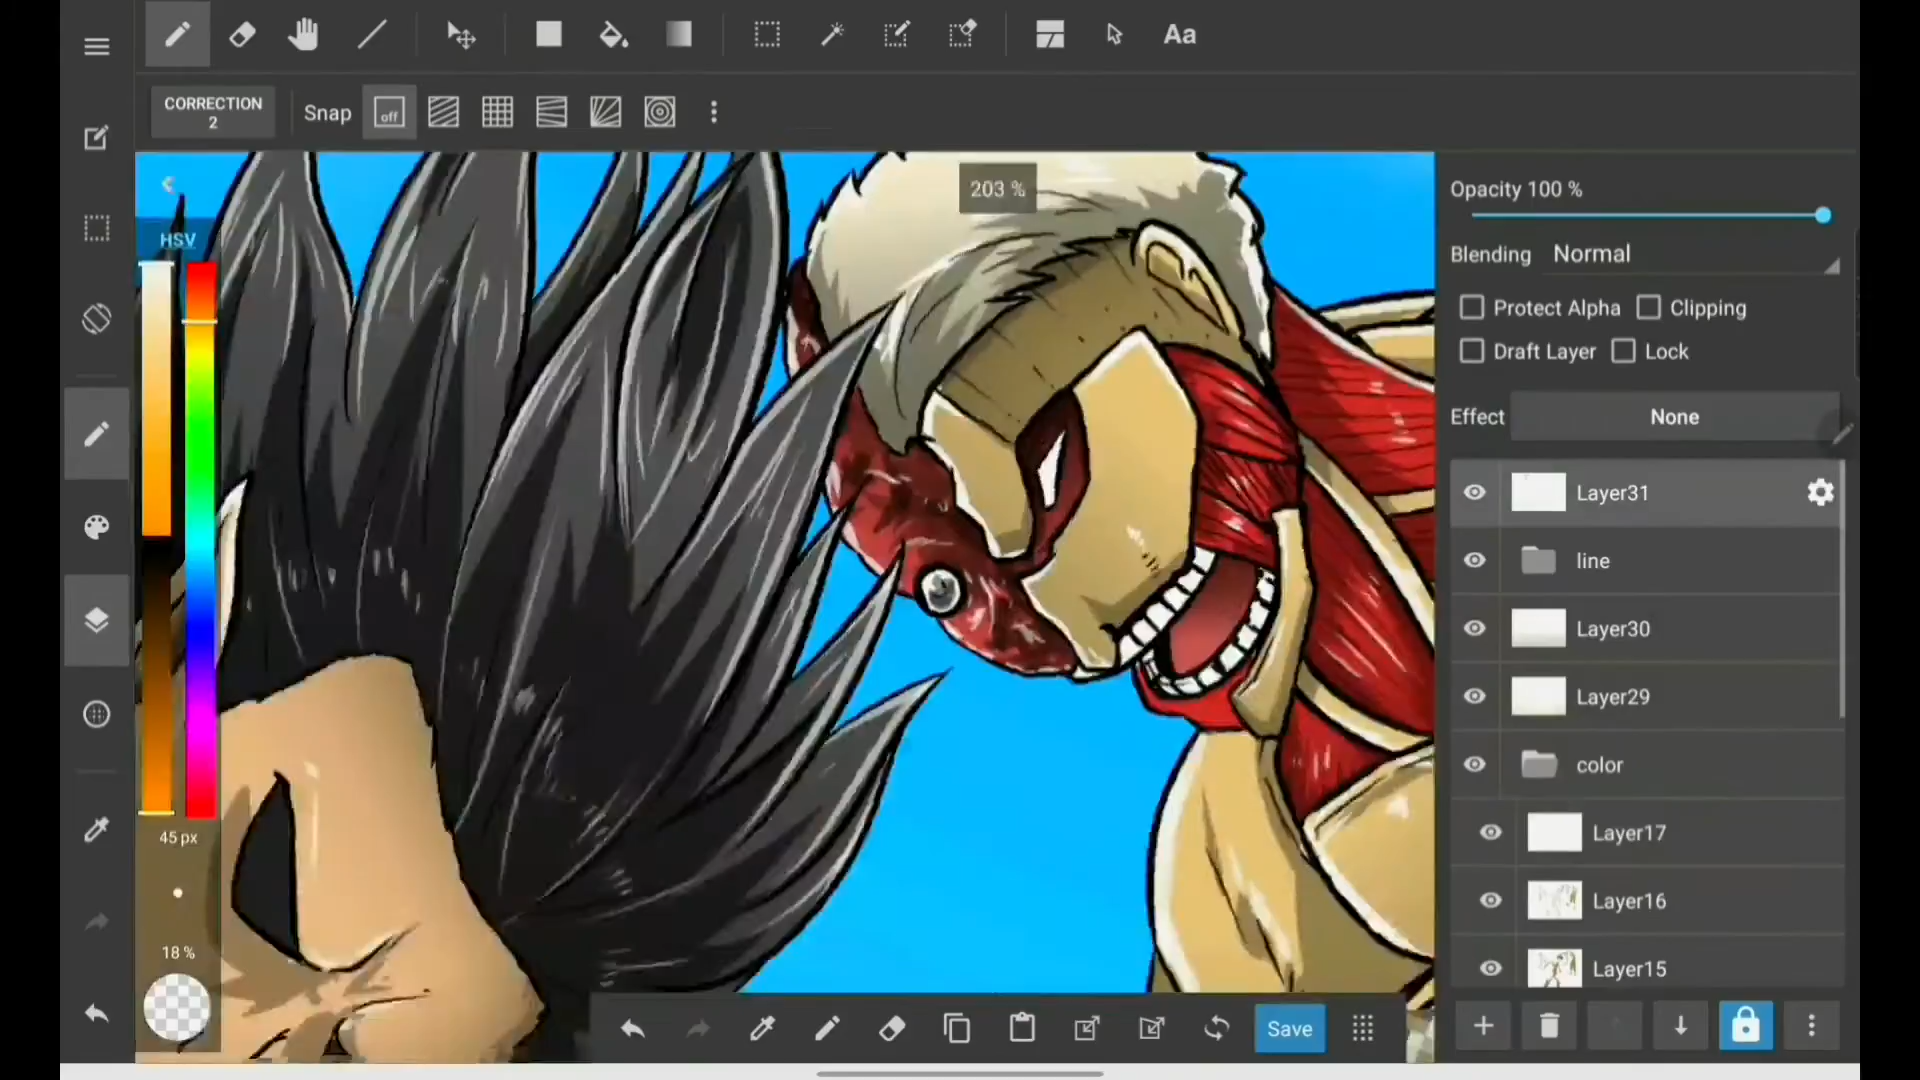 Aa
CORRECTION
2
Snap
off
203 %
HSV
45 px
18 %
Opacity 100 %
Blending Normal
Protect Alpha Clipping
Draft Layer Lock
Effect None
Layer31
line
Layer30
Layer29
color
Layer17
Layer16
Layer15
Save